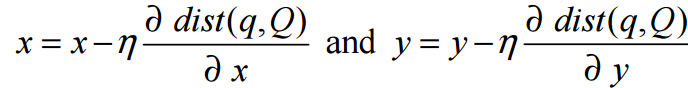 x = x − η ∂ dist(q,Q) / ∂ x and y = y − η ∂ dist(q,Q) / ∂ y